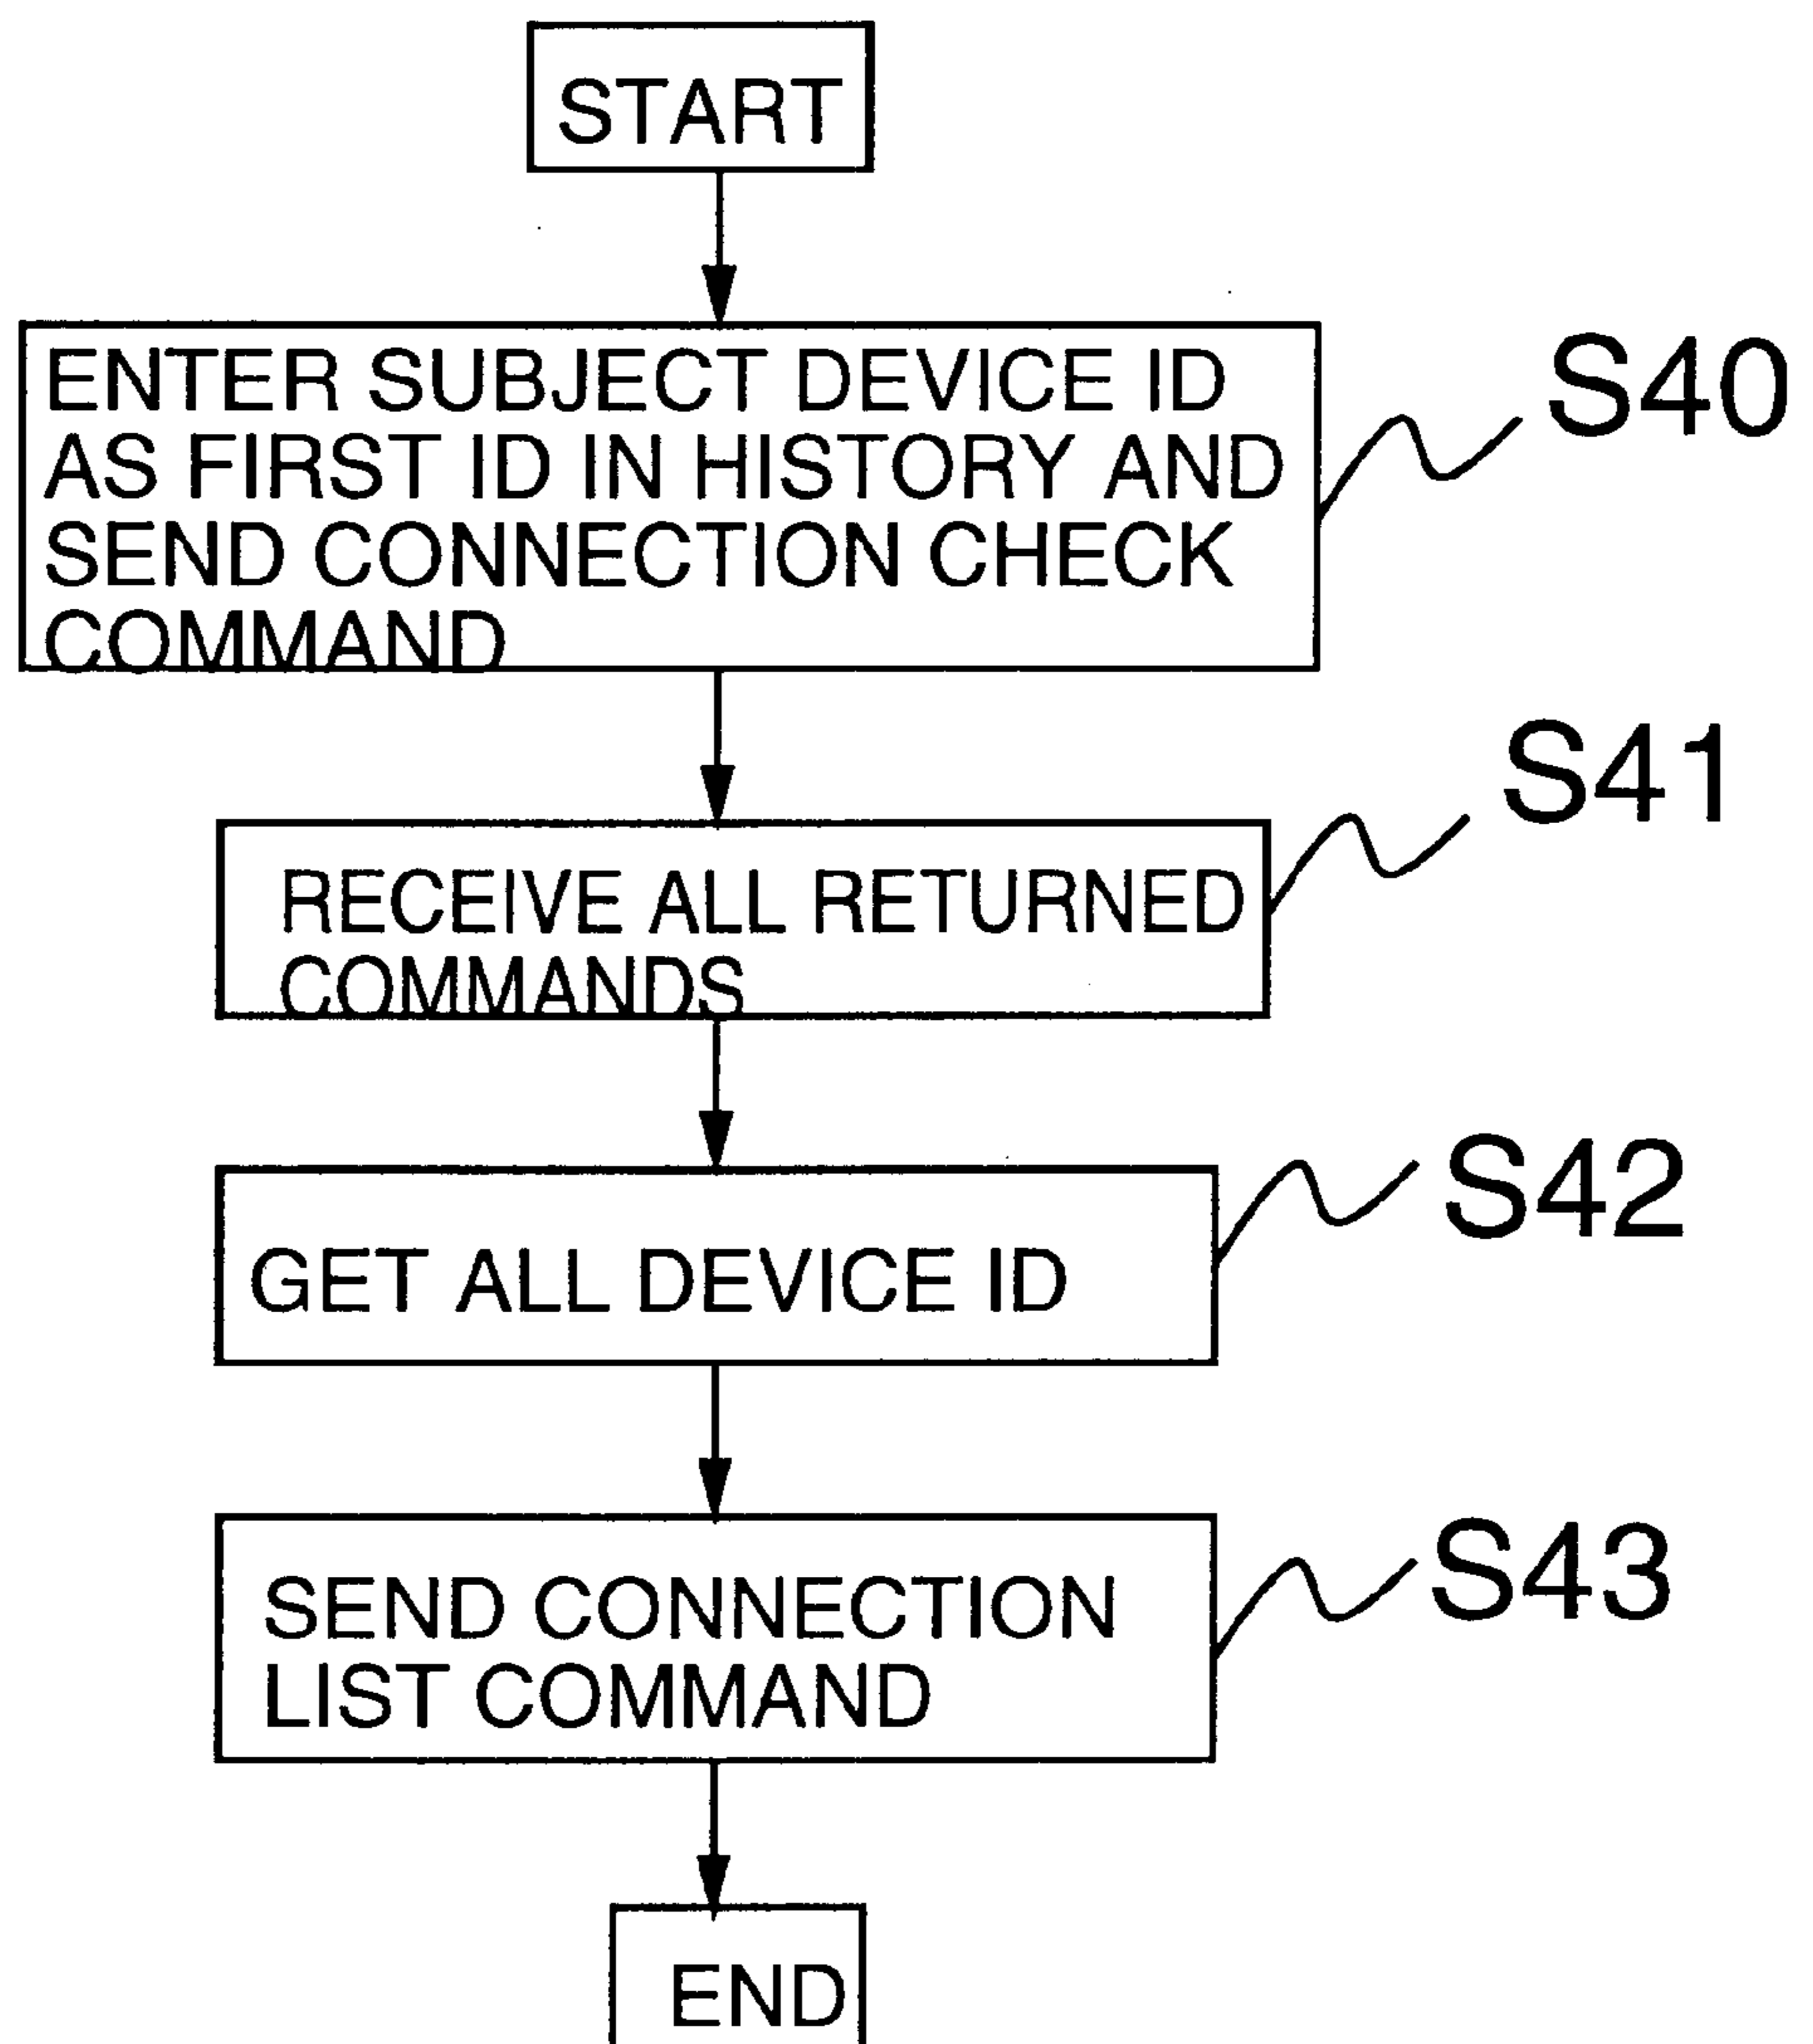 START
ENTER SUBJECT DEVICE ID
AS FIRST ID IN HISTORY AND
SEND CONNECTION CHECK
COMMAND
S40
RECEIVE ALL RETURNED
COMMANDS
S41
GET ALL DEVICE ID
S42
SEND CONNECTION
LIST COMMAND
S43
END